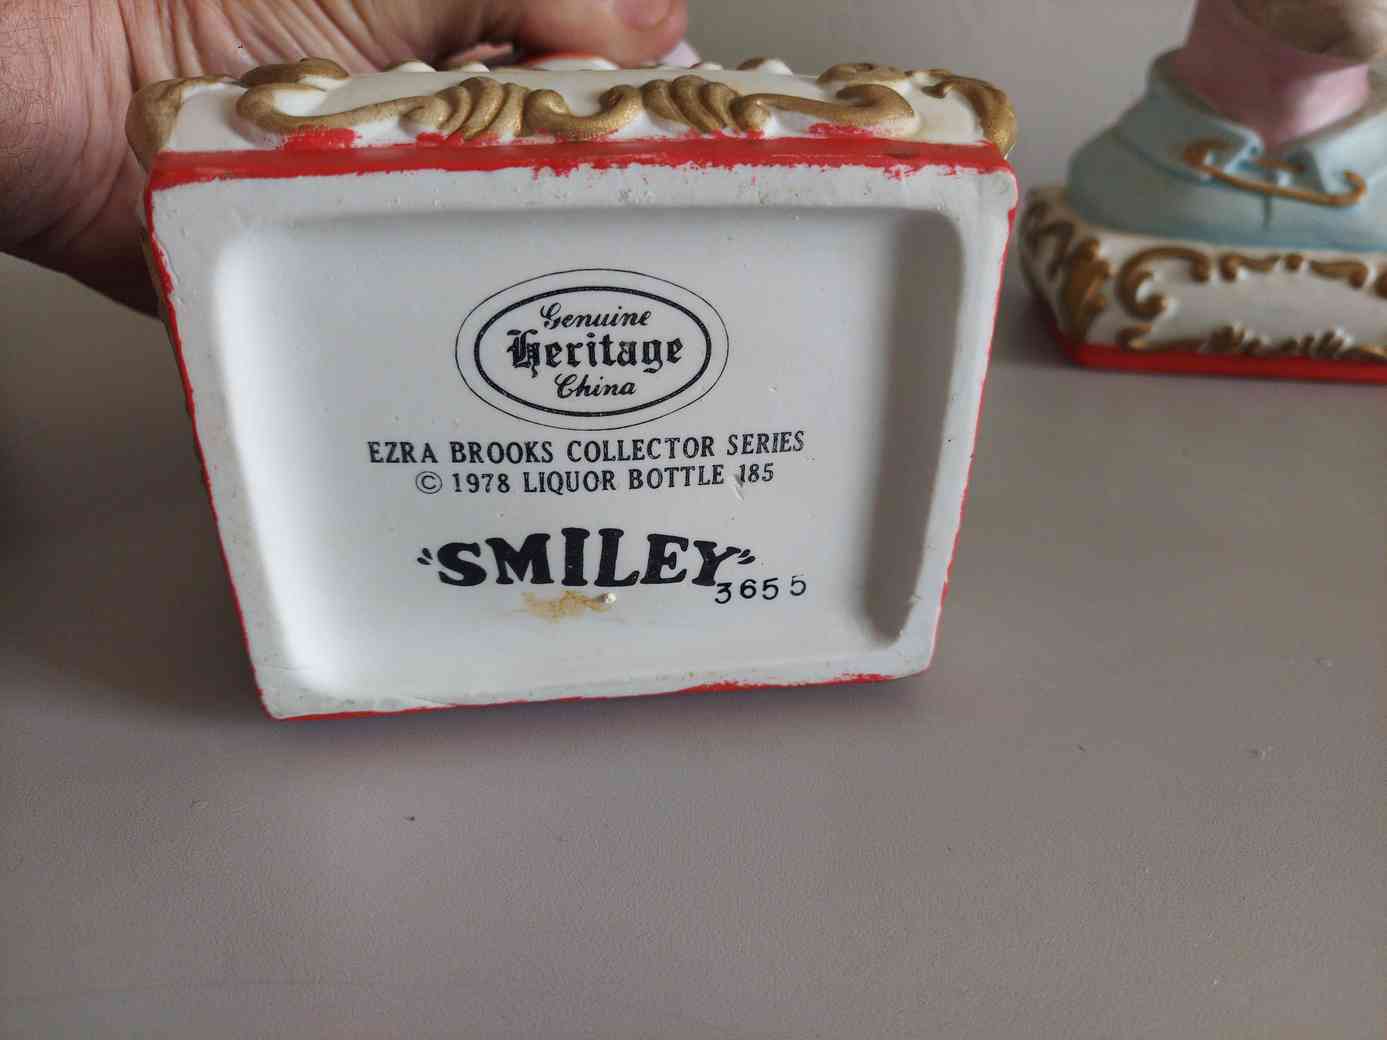 Genuine
Heritage
China
EZRA BROOKS COLLECTOR SERIES
© 1978 LIQUOR BOTTLE 185
"SMILEY"
3655